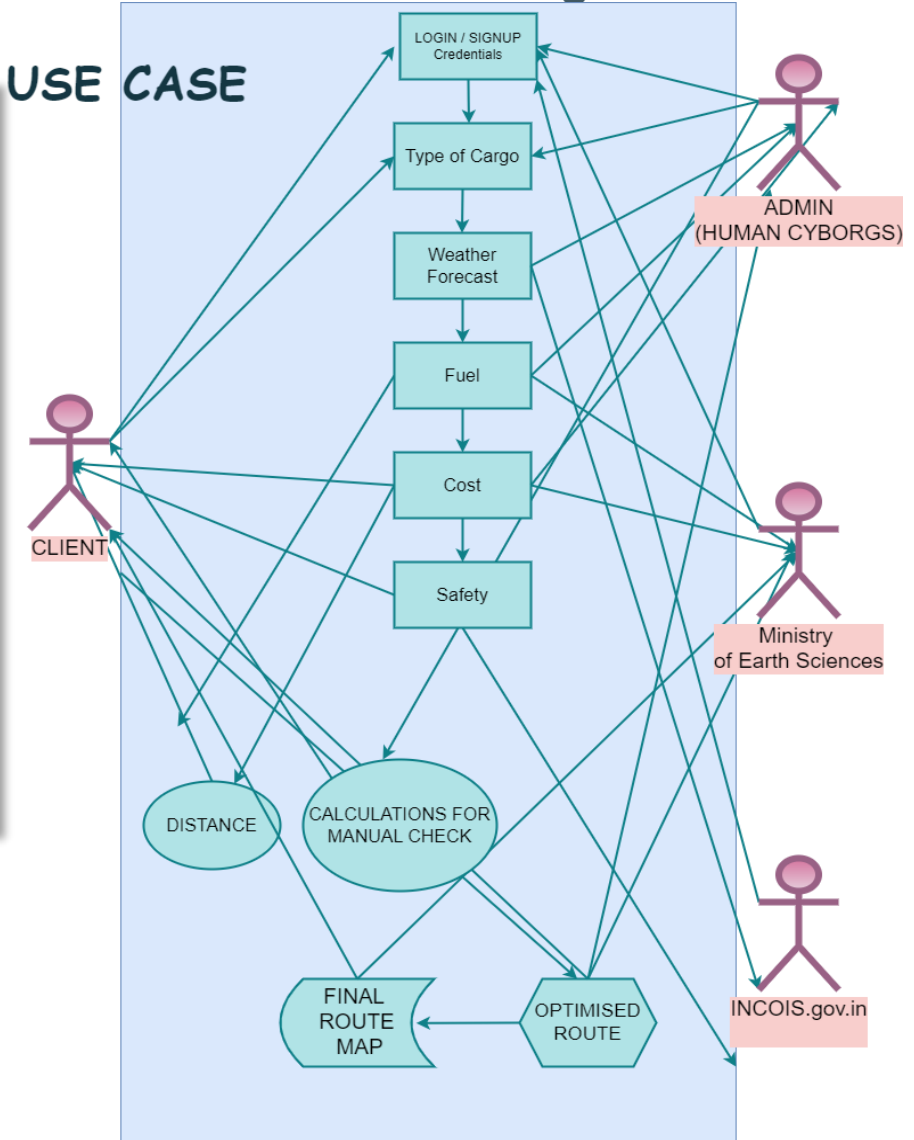 USE CASE
LOGIN / SIGNUP
Credentials
Type of Cargo
Weather
Forecast
Fuel
Cost
Safety
DISTANCE
CALCULATIONS FOR
MANUAL CHECK
FINAL
ROUTE
MAP
OPTIMISED
ROUTE
CLIENT
ADMIN
(HUMAN CYBORGS)
Ministry
of Earth Sciences
INCOIS.gov.in